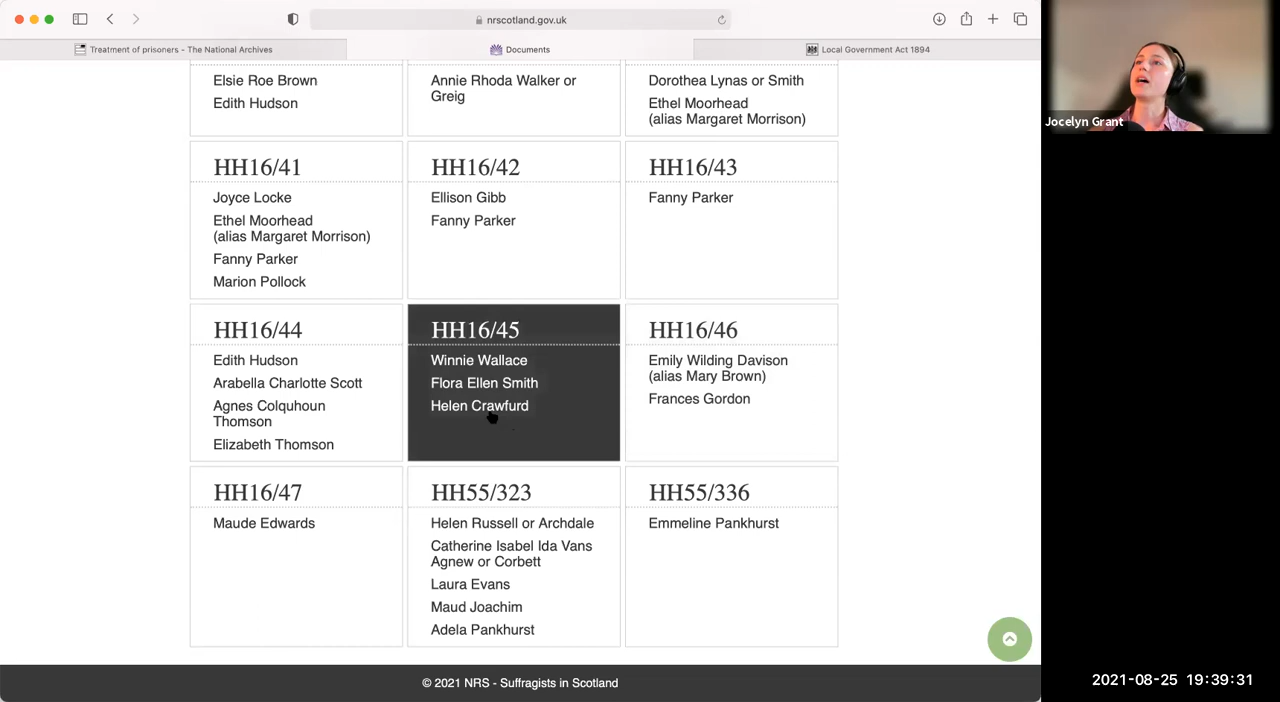 nrscotland.gov.uk
Treatment of prisoners - The National Archives
Documents
Local Government Act 1894
Elsie Roe Brown
Edith Hudson
Annie Rhoda Walker or
Greig
Dorothea Lynas or Smith
Ethel Moorhead
(alias Margaret Morrison)
HH16/41
Joyce Locke
Ethel Moorhead
(alias Margaret Morrison)
Fanny Parker
Marion Pollock
HH16/42
Ellison Gibb
Fanny Parker
HH16/43
Fanny Parker
HH16/44
Edith Hudson
Arabella Charlotte Scott
Agnes Colquhoun
Thomson
Elizabeth Thomson
HH16/45
Winnie Wallace
Flora Ellen Smith
Helen Crawfurd
HH16/46
Emily Wilding Davison
(alias Mary Brown)
Frances Gordon
HH16/47
Maude Edwards
HH55/323
Helen Russell or Archdale
Catherine Isabel Ida Vans
Agnew or Corbett
Laura Evans
Maud Joachim
Adela Pankhurst
HH55/336
Emmeline Pankhurst
© 2021 NRS - Suffragists in Scotland
Jocelyn Grant
2021-08-25 19:39:31